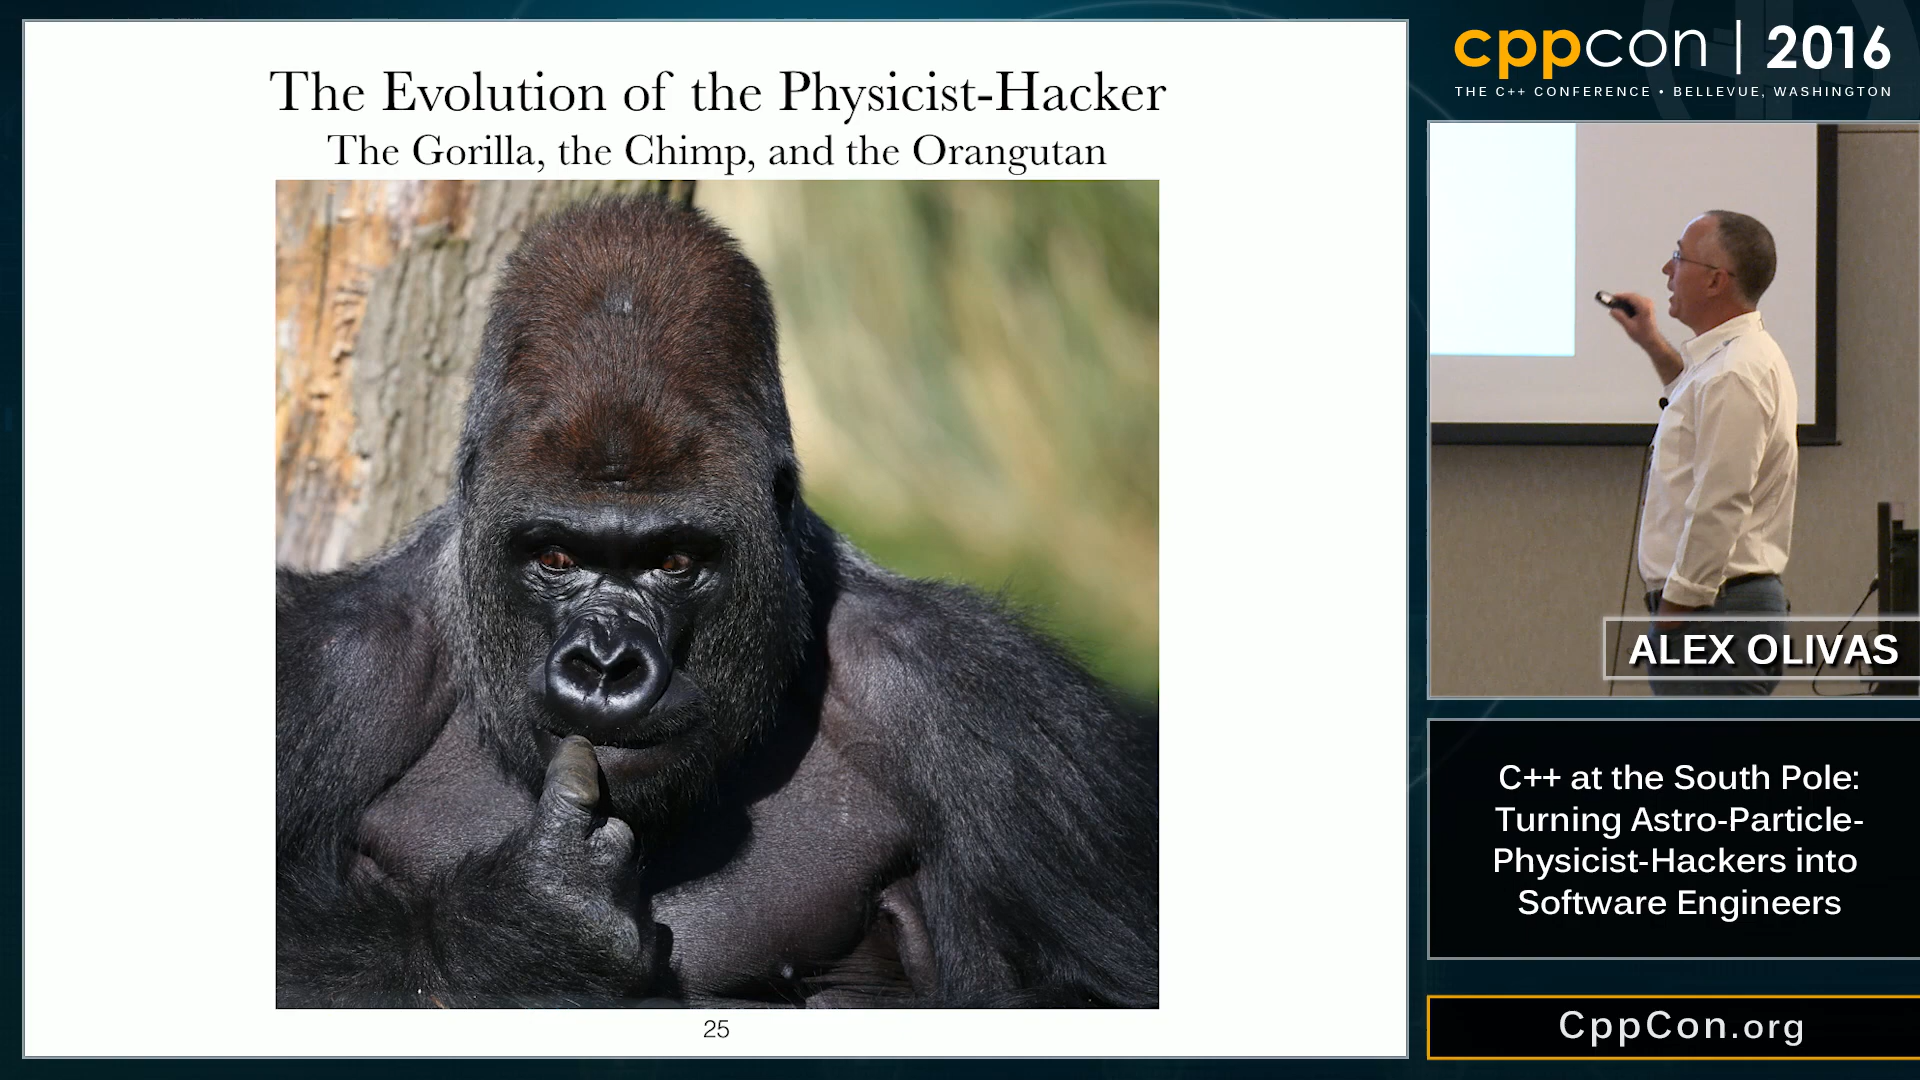 The Evolution of the Physicist-Hacker
The Gorilla, the Chimp, and the Orangutan
25
cppcon | 2016
THE C++ CONFERENCE • BELLEVUE, WASHINGTON
ALEX OLIVAS
C++ at the South Pole:
Turning Astro-Particle-
Physicist-Hackers into
Software Engineers
CppCon.org